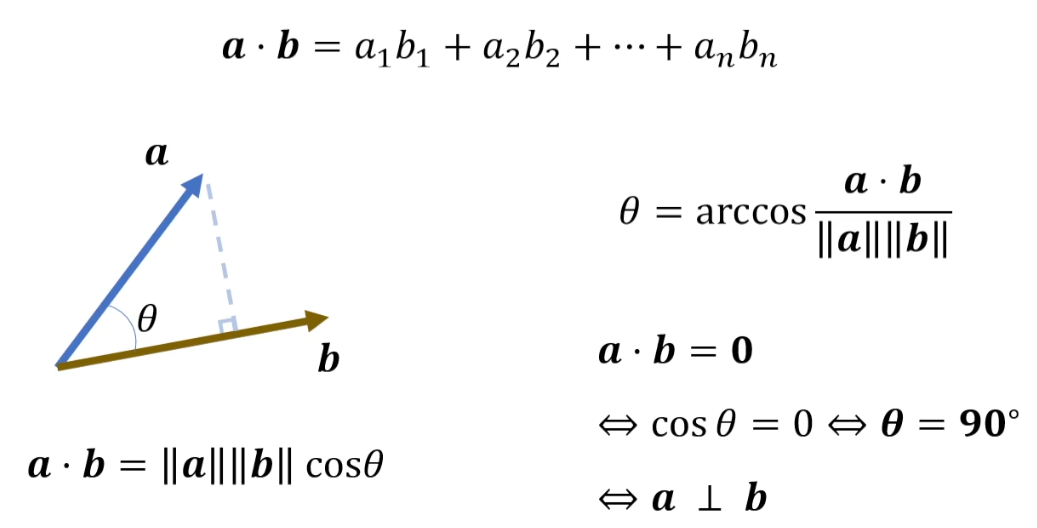 𝒂 · 𝒃 = 𝑎₁𝑏₁ + 𝑎₂𝑏₂ + ⋯ + 𝑎ₙ𝑏ₙ
𝒂
θ
𝒃
𝒂 · 𝒃 = ‖𝒂‖‖𝒃‖ cosθ
θ = arccos 𝒂 · 𝒃 / ‖𝒂‖‖𝒃‖
𝒂 · 𝒃 = 𝟎
⇔ cos θ = 0 ⇔ 𝜽 = 𝟗𝟎°
⇔ 𝒂 ⊥ 𝒃